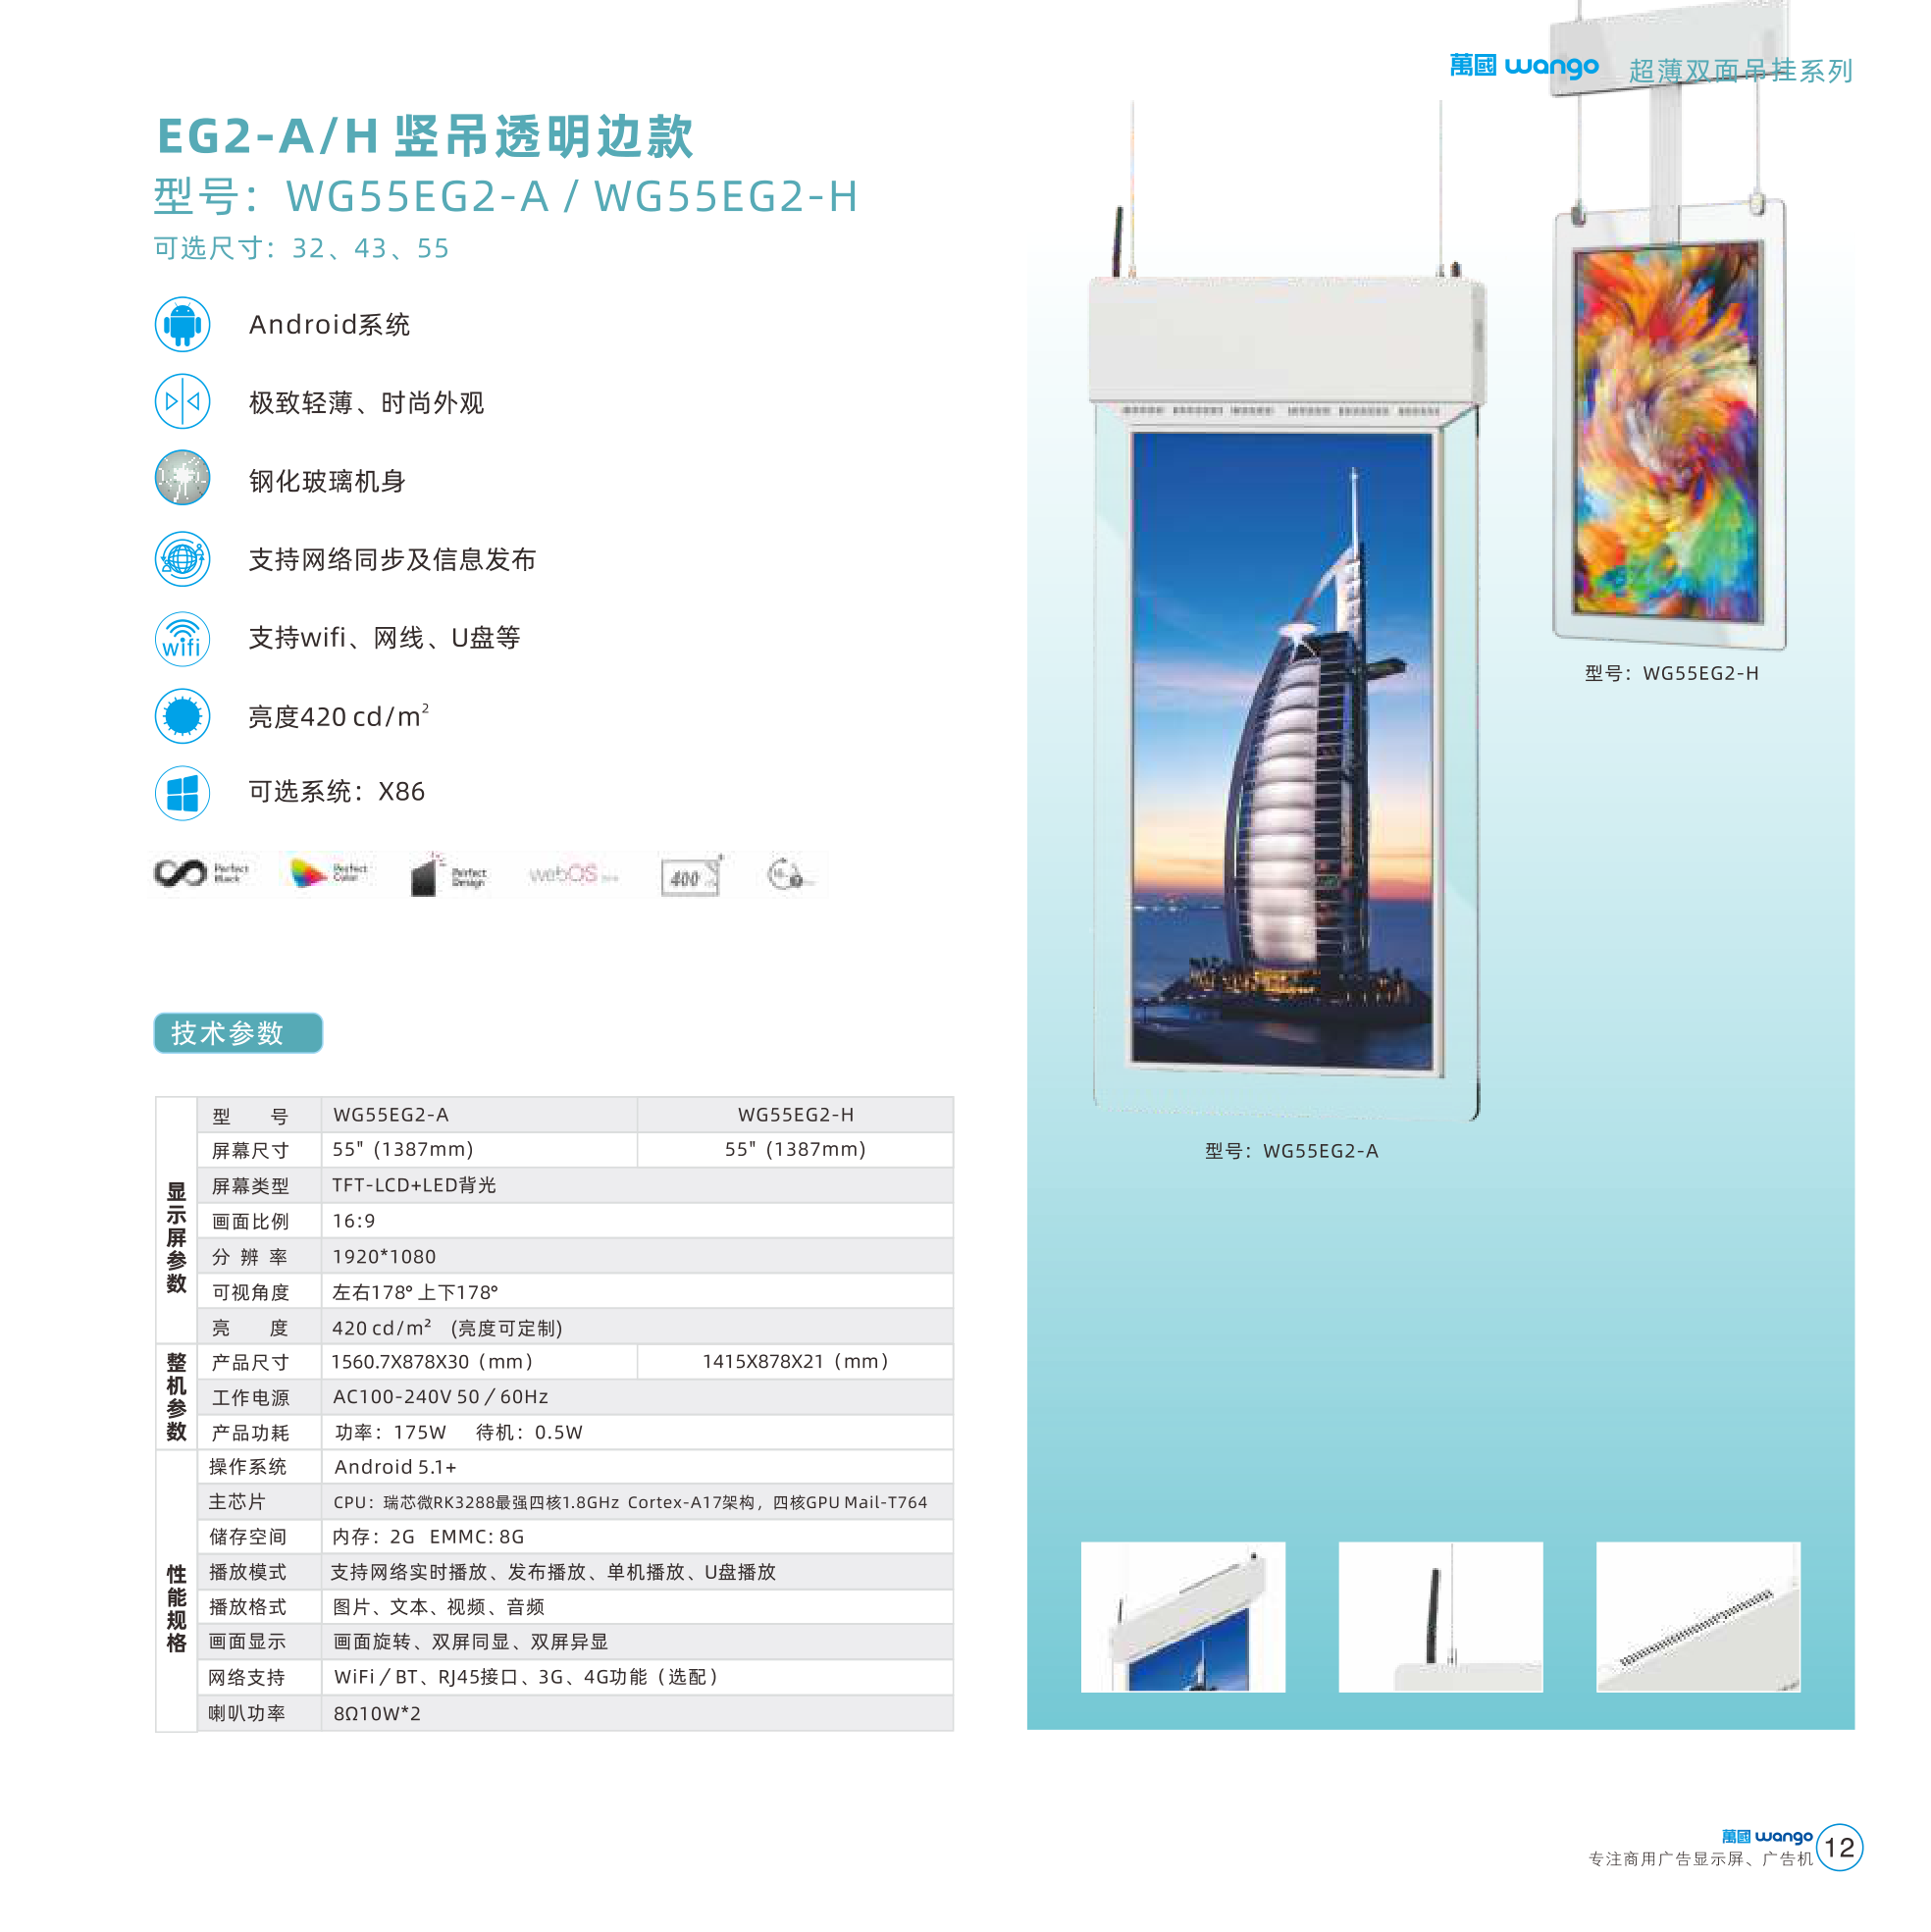 萬國 wango 超薄双面吊挂系列
EG2-A/H 竖吊透明边款
型号：WG55EG2-A / WG55EG2-H
可选尺寸：32、43、55
Android系统
极致轻薄、时尚外观
钢化玻璃机身
支持网络同步及信息发布
wifi
支持wifi、网线、U盘等
亮度420 cd/m²
可选系统：X86
Perfect Black
Perfect Color
Perfect Design
webOS
400
型号：WG55EG2-H
型号：WG55EG2-A
技术参数
显示屏参数
型 号 WG55EG2-A WG55EG2-H
屏幕尺寸 55" (1387mm) 55" (1387mm)
屏幕类型 TFT-LCD+LED背光
画面比例 16:9
分 辨 率 1920*1080
可视角度 左右178° 上下178°
亮 度 420 cd/m² (亮度可定制)
整机参数
产品尺寸 1560.7X878X30（mm） 1415X878X21（mm）
工作电源 AC100-240V 50／60Hz
产品功耗 功率：175W 待机：0.5W
性能规格
操作系统 Android 5.1+
主芯片 CPU：瑞芯微RK3288最强四核1.8GHz Cortex-A17架构，四核GPU Mail-T764
储存空间 内存：2G EMMC: 8G
播放模式 支持网络实时播放、发布播放、单机播放、U盘播放
播放格式 图片、文本、视频、音频
画面显示 画面旋转、双屏同显、双屏异显
网络支持 WiFi／BT、RJ45接口、3G、4G功能（选配）
喇叭功率 8Ω10W*2
萬國 wango
专注商用广告显示屏、广告机
12